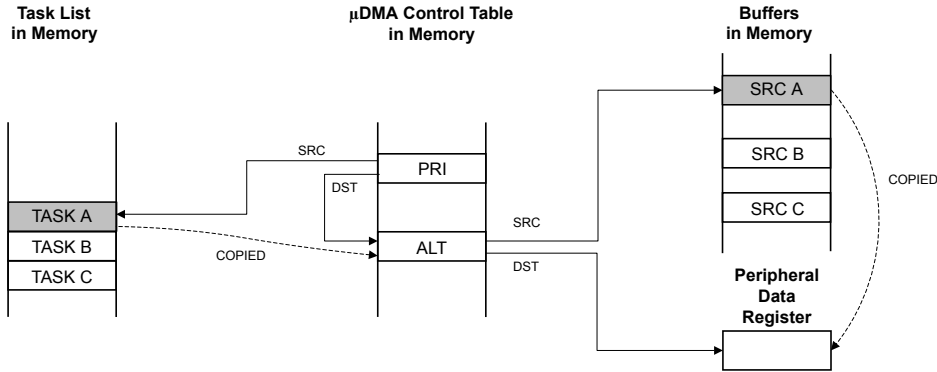 Task List
in Memory
µDMA Control Table
in Memory
Buffers
in Memory
SRC A
SRC B
SRC C
COPIED
SRC
PRI
DST
TASK A
TASK B
TASK C
COPIED
ALT
SRC
DST
Peripheral
Data
Register